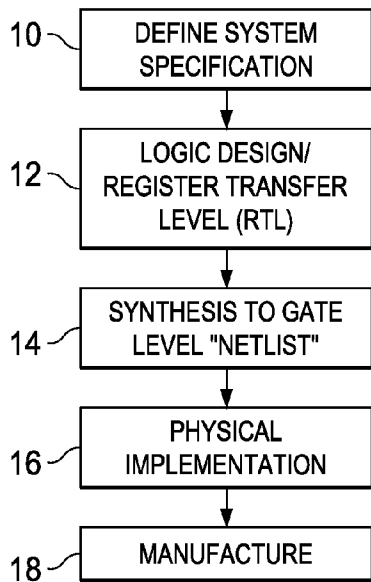 10
DEFINE SYSTEM
SPECIFICATION
12
LOGIC DESIGN/
REGISTER TRANSFER
LEVEL (RTL)
14
SYNTHESIS TO GATE
LEVEL "NETLIST"
16
PHYSICAL
IMPLEMENTATION
18
MANUFACTURE